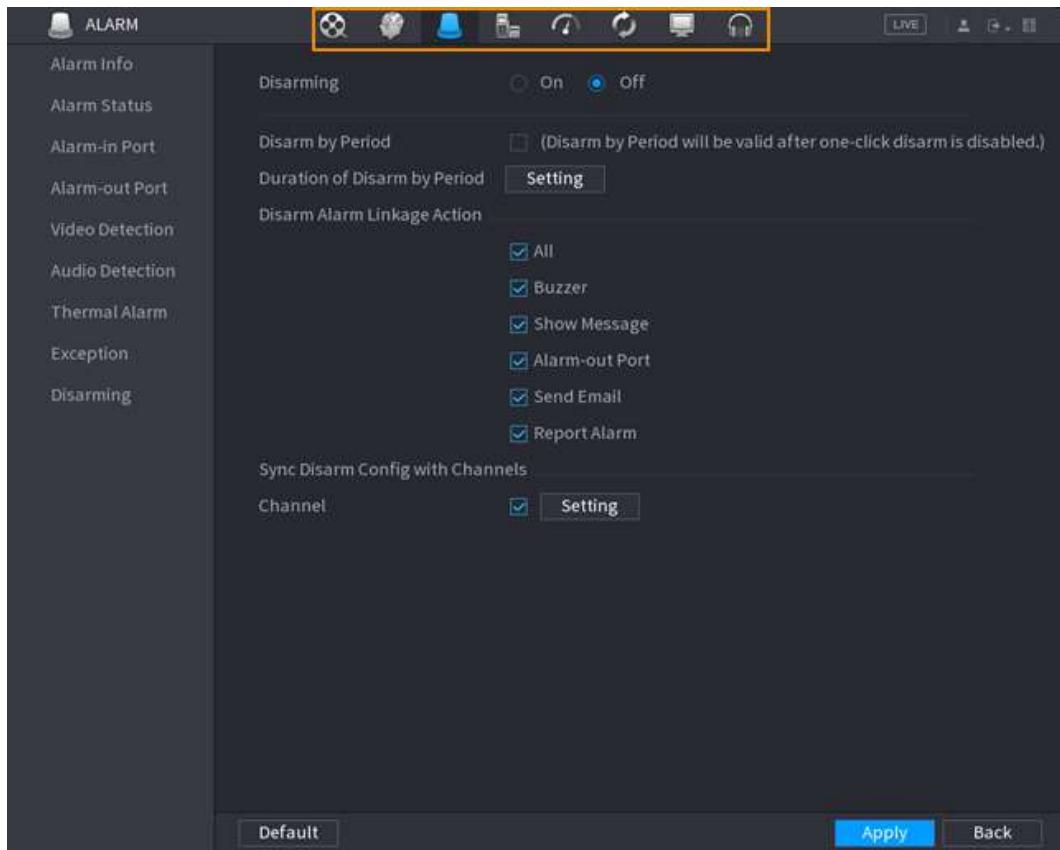 ALARM
LIVE
Alarm Info
Alarm Status
Alarm-in Port
Alarm-out Port
Video Detection
Audio Detection
Thermal Alarm
Exception
Disarming
Disarming On Off
Disarm by Period (Disarm by Period will be valid after one-click disarm is disabled.)
Duration of Disarm by Period Setting
Disarm Alarm Linkage Action
All
Buzzer
Show Message
Alarm-out Port
Send Email
Report Alarm
Sync Disarm Config with Channels
Channel Setting
Default Apply Back